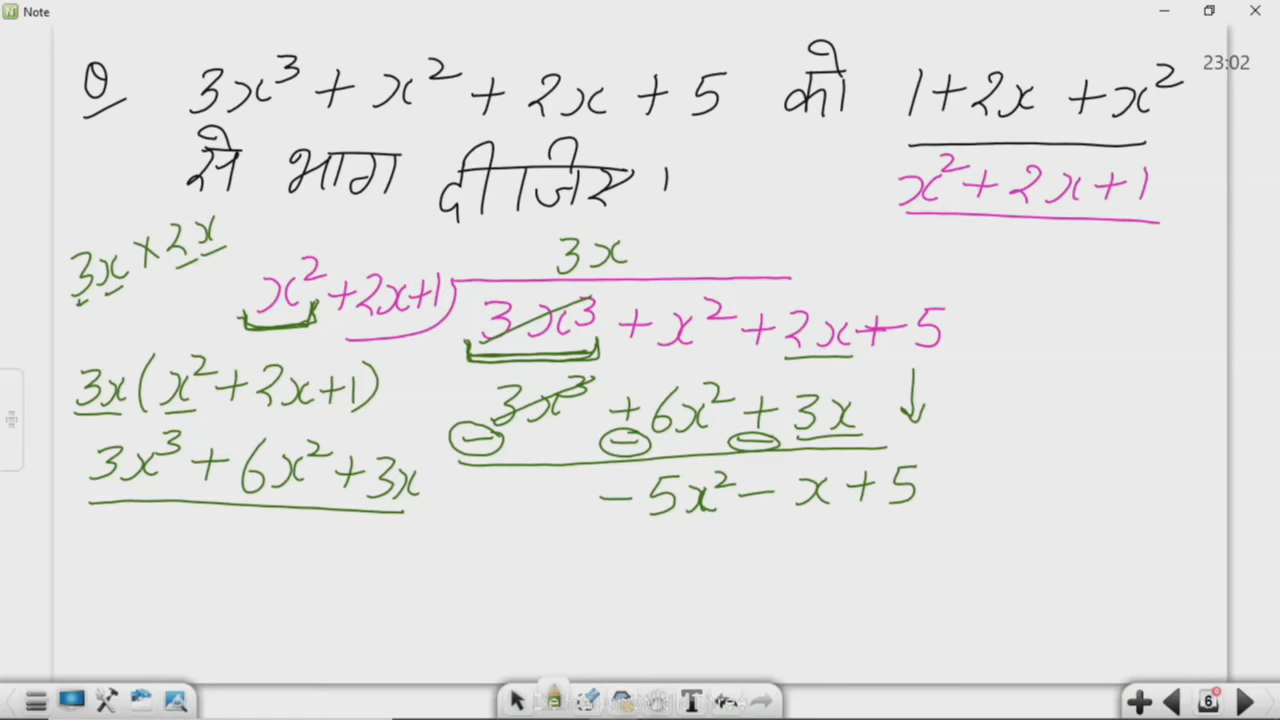 Note
23:02
Q 3x³ + x² + 2x + 5 को 1 + 2x + x²
से भाग दीजिए ।
x² + 2x + 1
3x × 2x
3x
x² + 2x + 1 ) 3x³ + x² + 2x + 5
3x (x² + 2x + 1)
3x³ + 6x² + 3x
3x³ + 6x² + 3x
− − −
− 5x² − x + 5
T
6